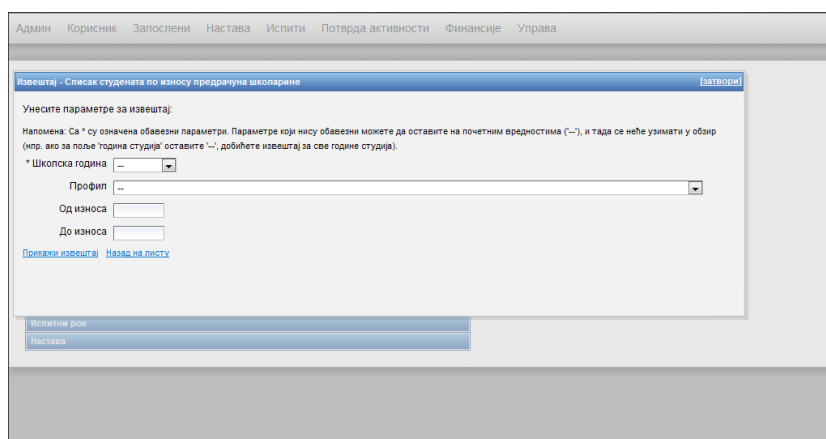 Админ Корисник Запослени Настава Испити Потврда активности Финансије Управа
Извештај - Списак студената по износу предрачуна школарине [затвори]
Унесите параметре за извештај:
Напомена: Са * су означена обавезни параметри. Параметре који нису обавезни можете да оставите на почетним вредностима ('--'), и тада се неће узимати у обзир
(нпр. ако за поље 'година студија' оставите '--', добићете извештај за све године студија).
* Школска година --
Профил --
Од износа
До износа
Прикажи извештај Назад на листу
Испитни рок
Настава